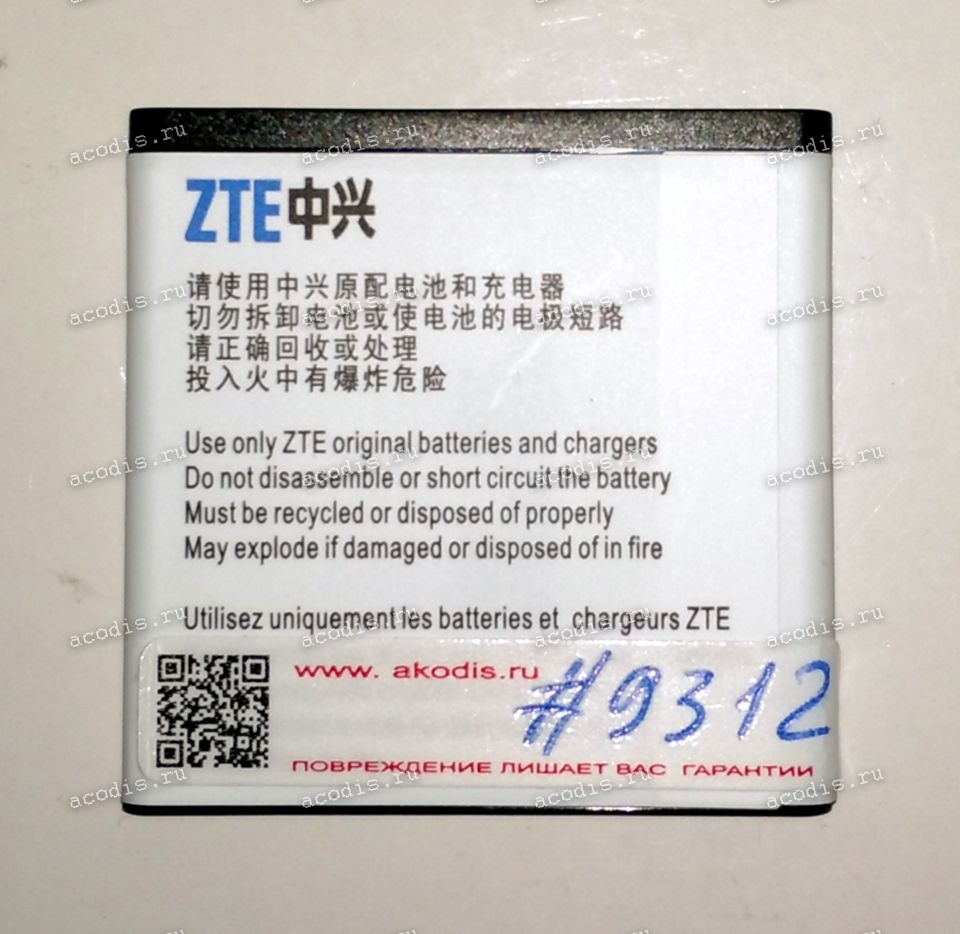 ZTE中兴
请使用中兴原配电池和充电器
切勿拆卸电池或使电池的电极短路
请正确回收或处理
投入火中有爆炸危险
Use only ZTE original batteries and chargers
Do not disassemble or short circuit the battery
Must be recycled or disposed of properly
May explode if damaged or disposed of in fire
Utilisez uniquement les batteries et chargeurs ZTE
www. akodis.ru
#9312
ПОВРЕЖДЕНИЕ ЛИШАЕТ ВАС ГАРАНТИИ
acodis.ru